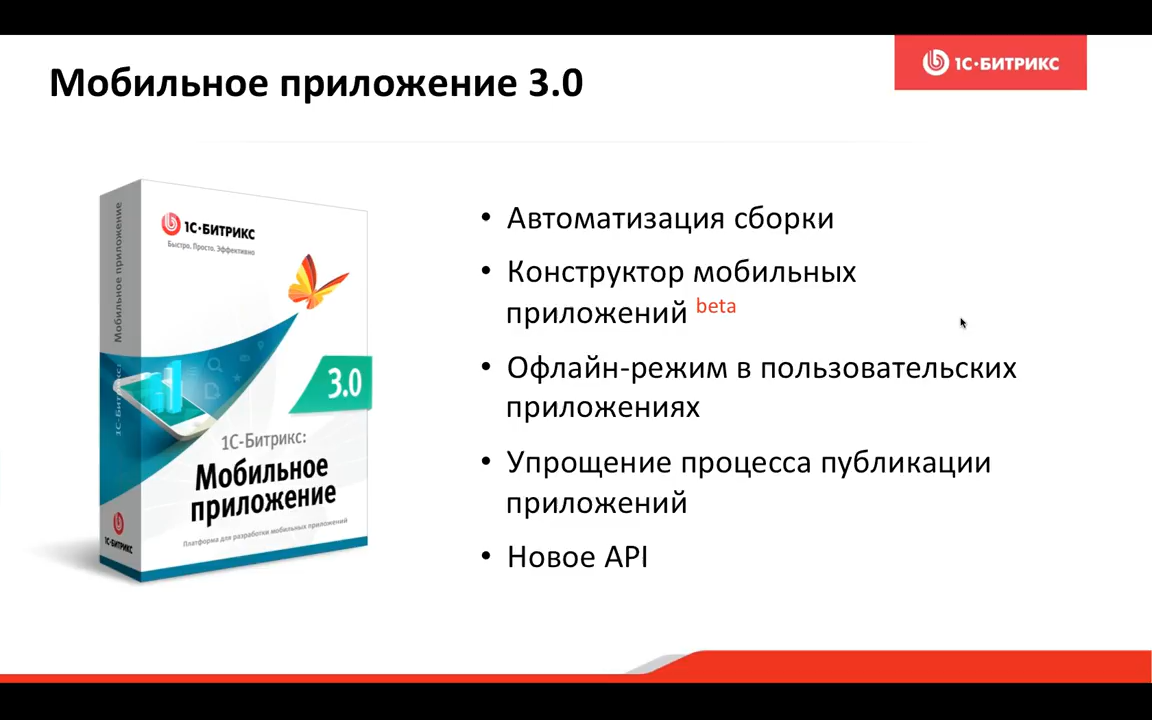 Мобильное приложение 3.0
1С·БИТРИКС
Мобильное приложение
1С·БИТРИКС
Быстро. Просто. Эффективно
3.0
1С-Битрикс:
Мобильное
приложение
Платформа для разработки мобильных приложений
1С·БИТРИКС
• Автоматизация сборки
• Конструктор мобильных
приложений beta
• Офлайн-режим в пользовательских
приложениях
• Упрощение процесса публикации
приложений
• Новое API